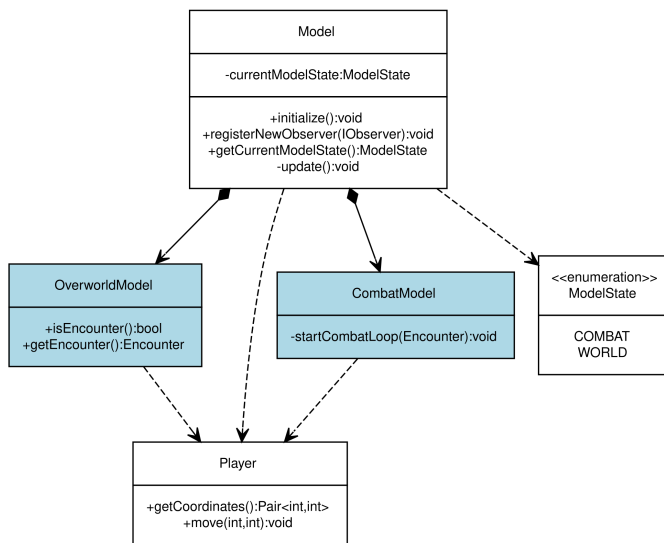 Model
-currentModelState:ModelState
+initialize():void
+registerNewObserver(IObserver):void
+getCurrentModelState():ModelState
-update():void
OverworldModel
+isEncounter():bool
+getEncounter():Encounter
CombatModel
-startCombatLoop(Encounter):void
<<enumeration>>
ModelState
COMBAT
WORLD
Player
+getCoordinates():Pair<int,int>
+move(int,int):void